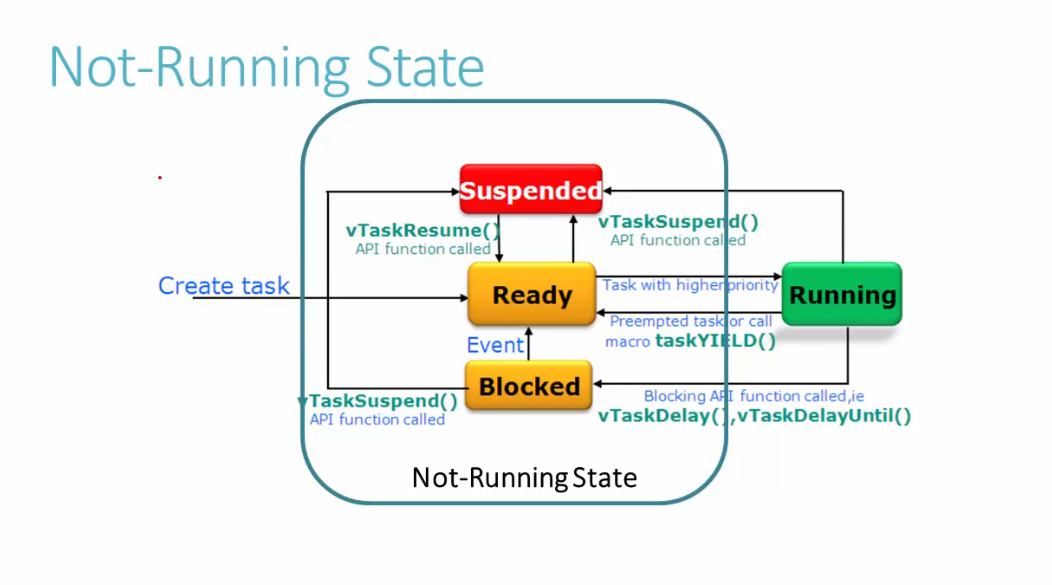 Not-Running State
Suspended
vTaskResume()
API function called
vTaskSuspend()
API function called
Create task
Ready
Task with higher priority
Running
Preempted task or call
macro taskYIELD()
Event
Blocked
vTaskSuspend()
API function called
Blocking API function called,ie
vTaskDelay(),vTaskDelayUntil()
Not-Running State